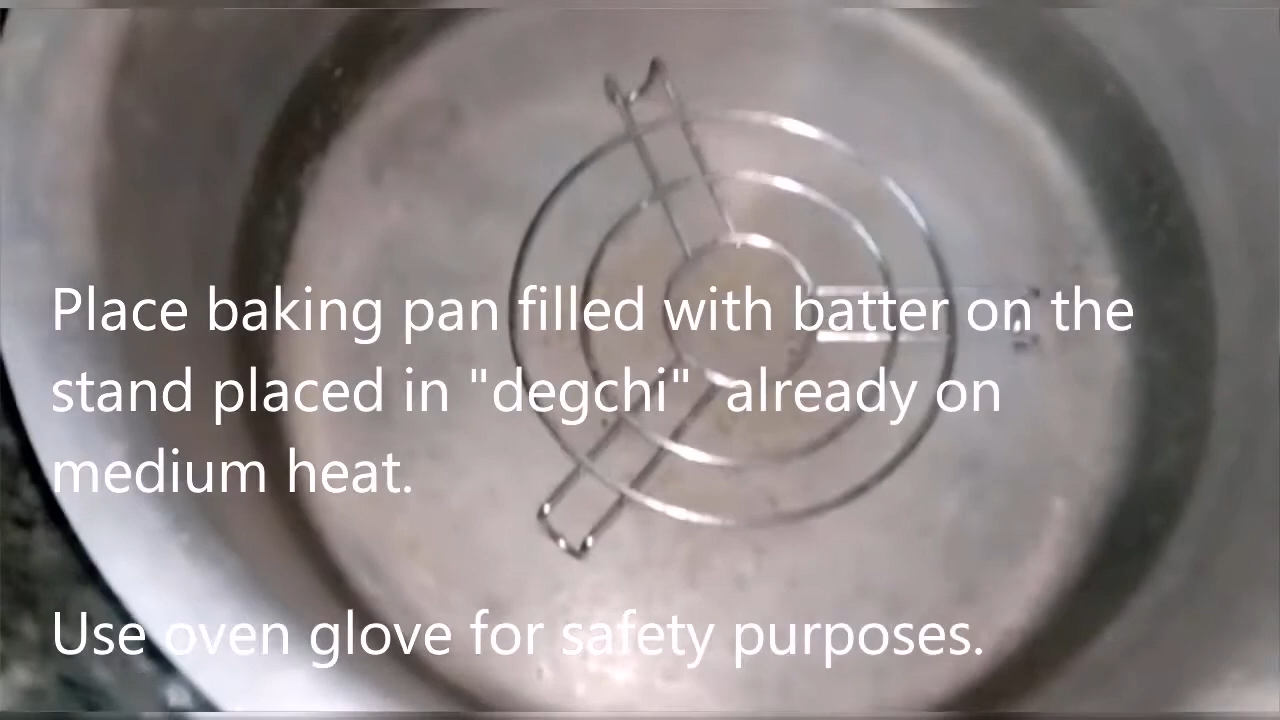 Place baking pan filled with batter on the
stand placed in "degchi" already on
medium heat.
Use oven glove for safety purposes.